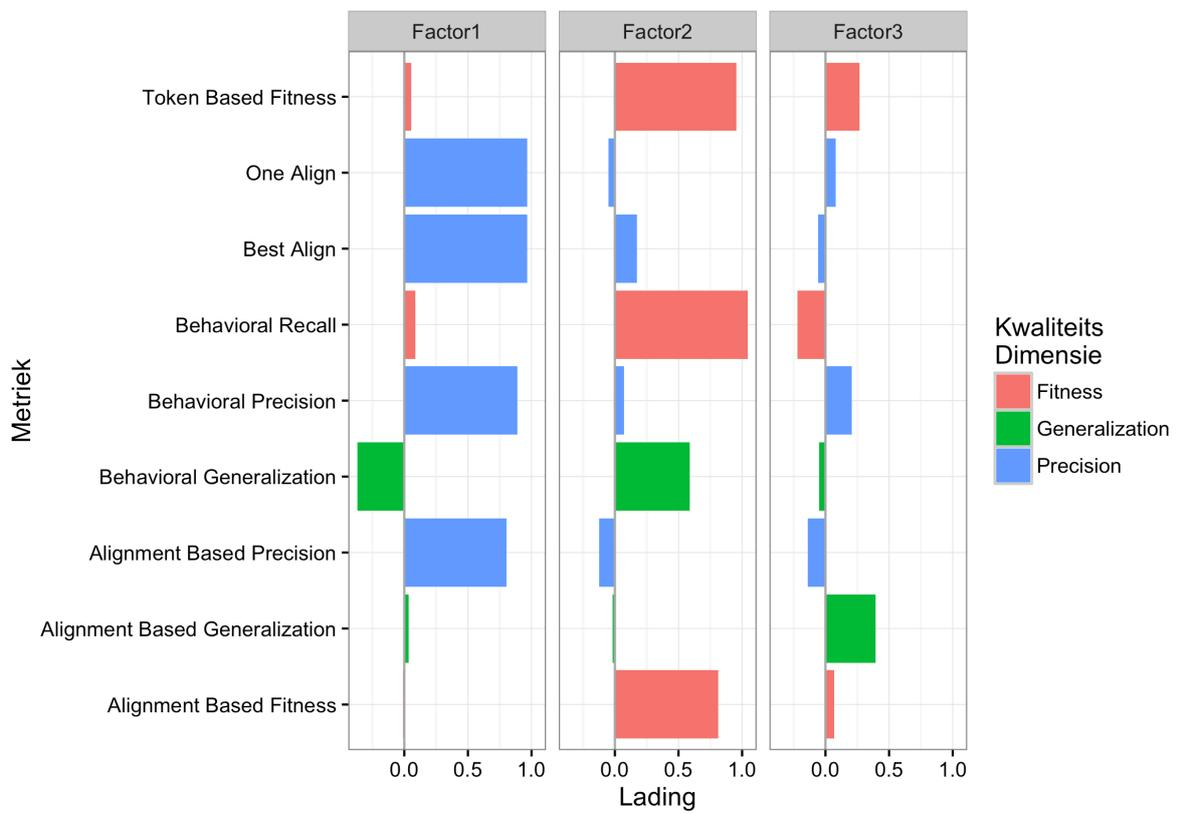 Factor1 Factor2 Factor3
Token Based Fitness
One Align
Best Align
Behavioral Recall
Behavioral Precision
Behavioral Generalization
Alignment Based Precision
Alignment Based Generalization
Alignment Based Fitness
Metriek
0.0 0.5 1.0 0.0 0.5 1.0 0.0 0.5 1.0
Lading
Kwaliteits
Dimensie
Fitness
Generalization
Precision